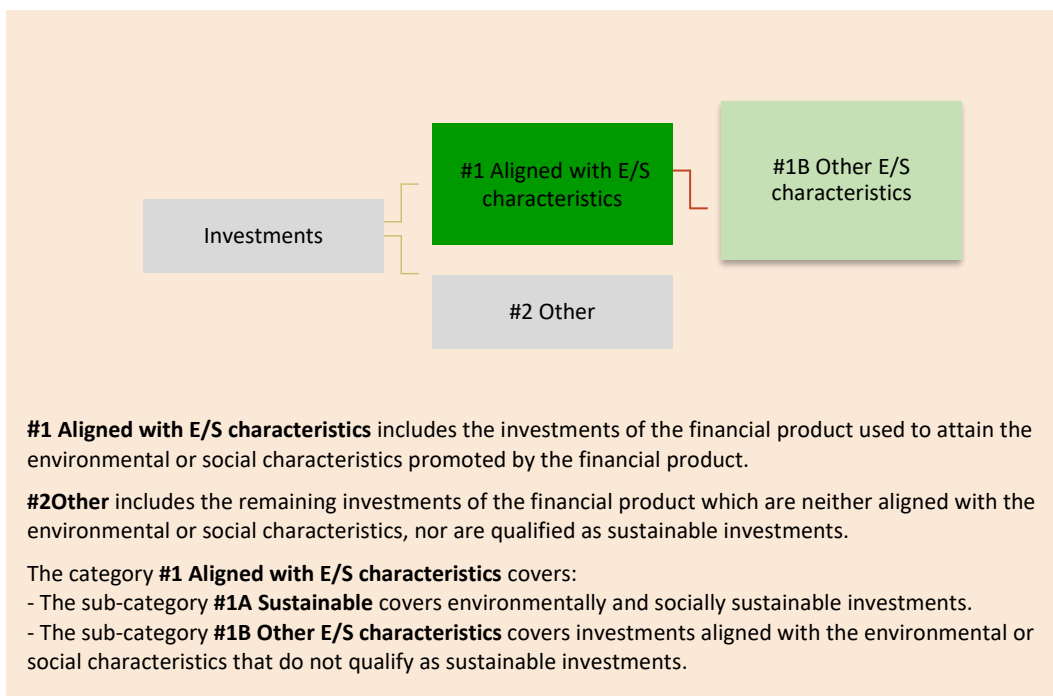 #1 Aligned with E/S
characteristics
#1B Other E/S
characteristics
Investments
#2 Other
#1 Aligned with E/S characteristics includes the investments of the financial product used to attain the
environmental or social characteristics promoted by the financial product.
#2Other includes the remaining investments of the financial product which are neither aligned with the
environmental or social characteristics, nor are qualified as sustainable investments.
The category #1 Aligned with E/S characteristics covers:
- The sub-category #1A Sustainable covers environmentally and socially sustainable investments.
- The sub-category #1B Other E/S characteristics covers investments aligned with the environmental or
social characteristics that do not qualify as sustainable investments.